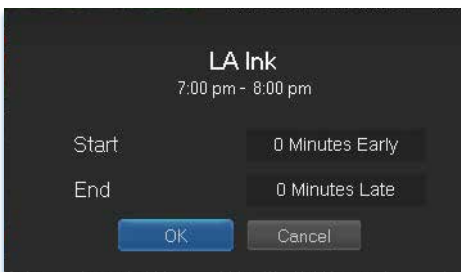 LA Ink
7:00 pm - 8:00 pm
Start 0 Minutes Early
End 0 Minutes Late
OK Cancel